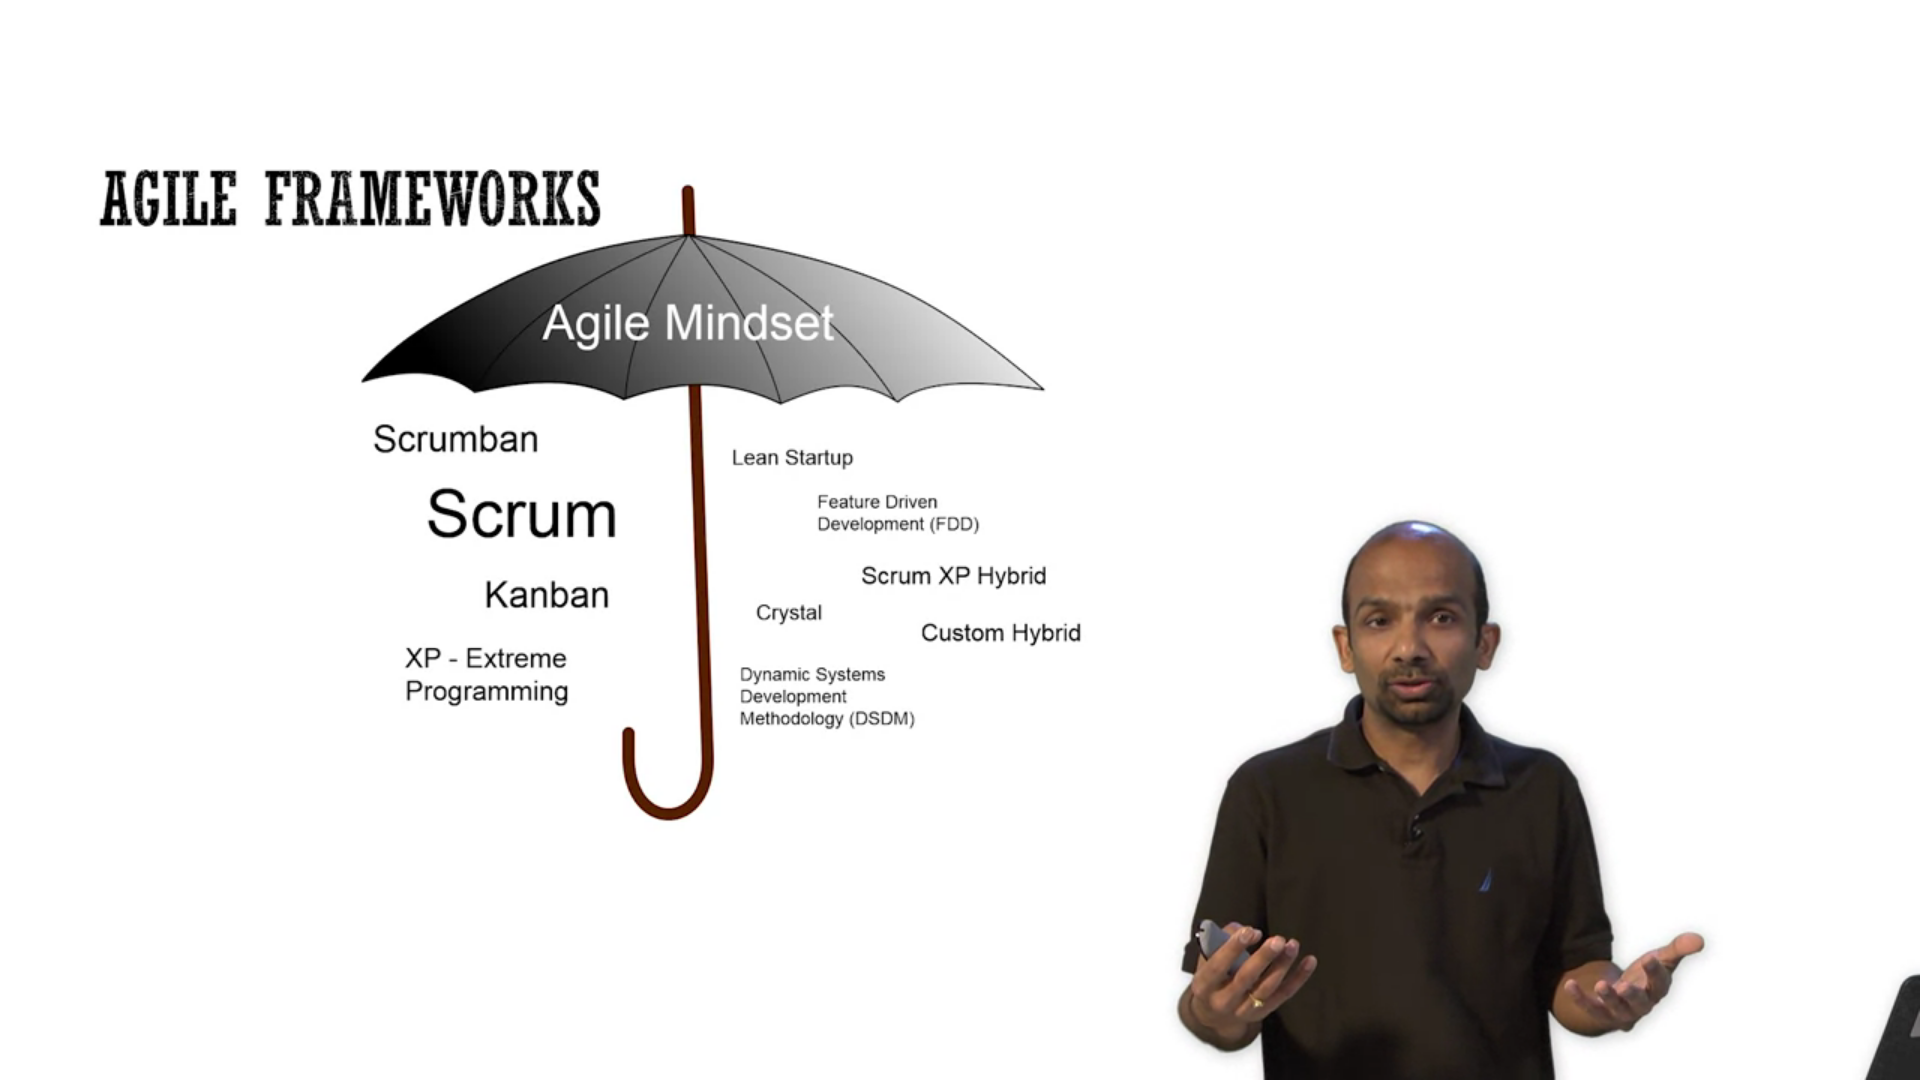 AGILE FRAMEWORKS
Agile Mindset
Scrumban
Scrum
Kanban
XP - Extreme
Programming
Lean Startup
Feature Driven
Development (FDD)
Scrum XP Hybrid
Crystal
Custom Hybrid
Dynamic Systems
Development
Methodology (DSDM)